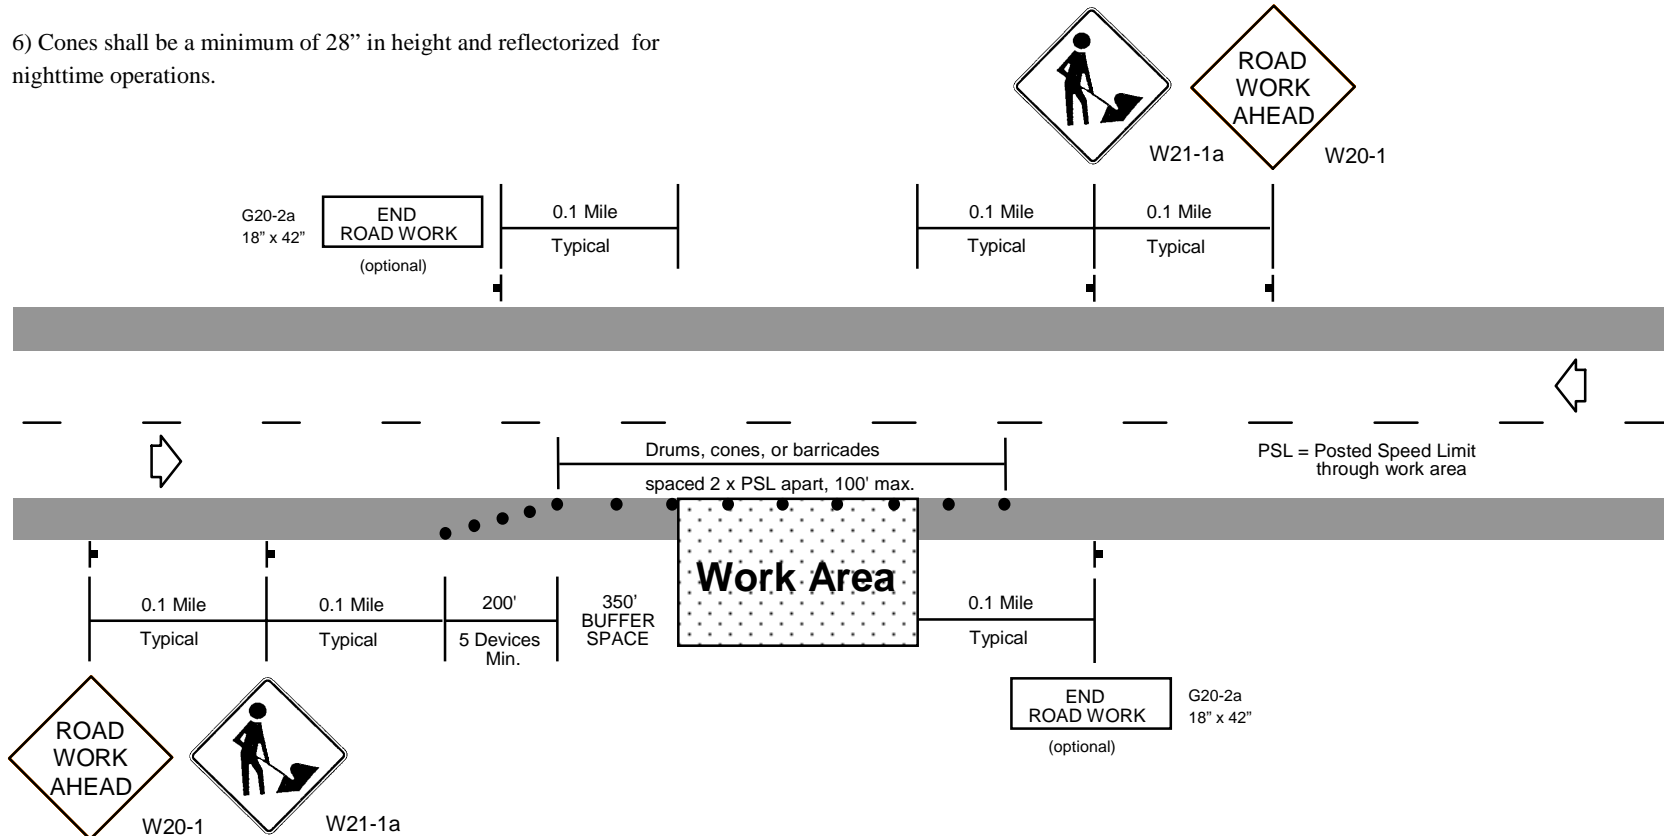 6) Cones shall be a minimum of 28” in height and reflectorized for
nighttime operations.
ROAD
WORK
AHEAD
W21-1a
W20-1
G20-2a
18” x 42”
END
ROAD WORK
(optional)
0.1 Mile
Typical
0.1 Mile
Typical
0.1 Mile
Typical
Drums, cones, or barricades
spaced 2 x PSL apart, 100' max.
PSL = Posted Speed Limit
through work area
Work Area
0.1 Mile
Typical
0.1 Mile
Typical
200'
5 Devices
Min.
350'
BUFFER
SPACE
0.1 Mile
Typical
ROAD
WORK
AHEAD
W20-1
W21-1a
END
ROAD WORK
(optional)
G20-2a
18” x 42”